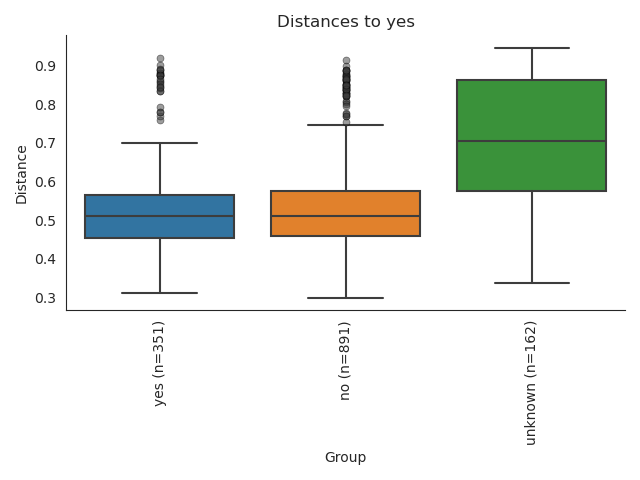 Distances to yes
Distance
0.9
0.8
0.7
0.6
0.5
0.4
0.3
yes (n=351)
no (n=891)
unknown (n=162)
Group